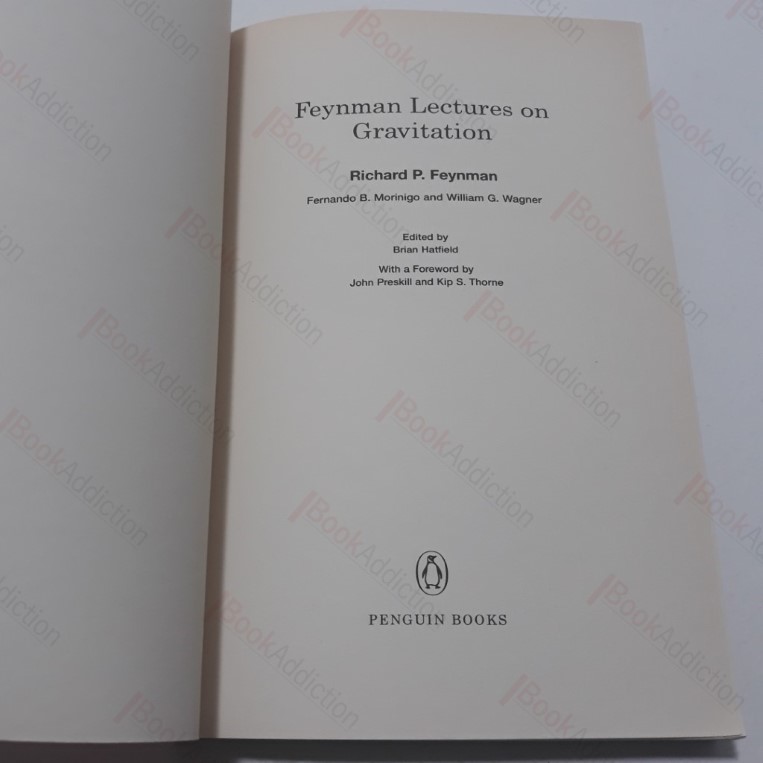 Feynman Lectures on
Gravitation
Richard P. Feynman
Fernando B. Morinigo and William G. Wagner
Edited by
Brian Hatfield
With a Foreword by
John Preskill and Kip S. Thorne
PENGUIN BOOKS
BookAddiction